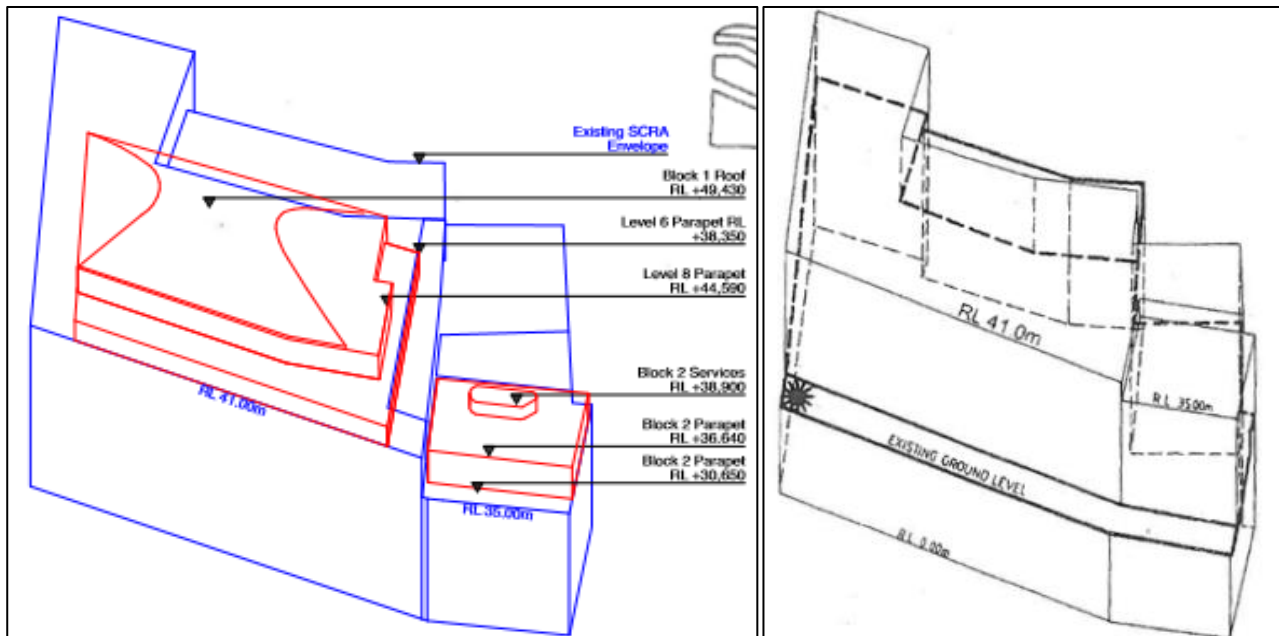 Existing SCRA
Envelope
Block 1 Roof
RL +49,430
Level 6 Parapet RL
+38,350
Level 8 Parapet
RL +44,590
Block 2 Services
RL +38,900
Block 2 Parapet
RL +36.640
Block 2 Parapet
RL +30,650
RL 41.00m
RL 35.00m
RL 41.0m
R.L. 35.00m
EXISTING GROUND LEVEL
R.L. 0.00m